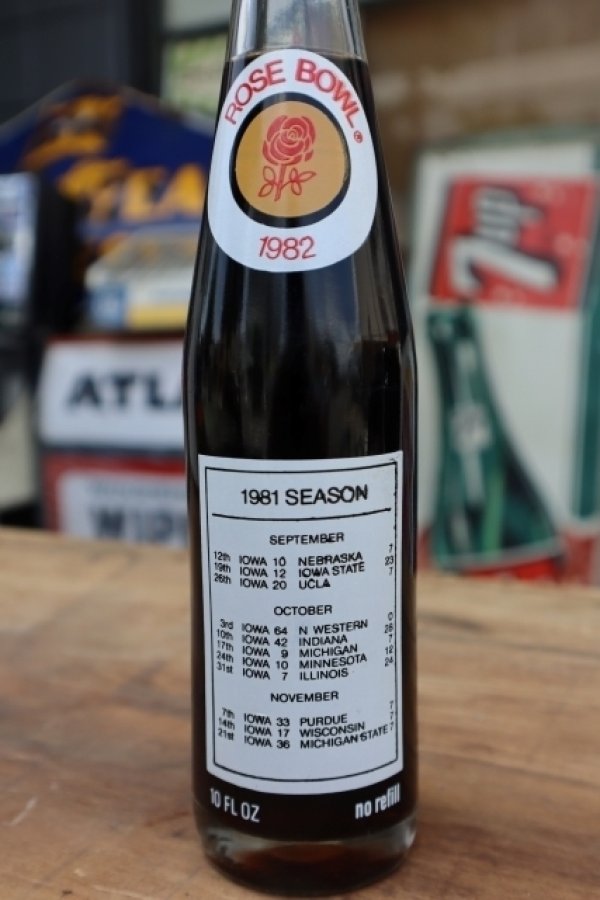 ROSE BOWL®
1982
1981 SEASON
SEPTEMBER
12th IOWA 10 NEBRASKA 7
19th IOWA 12 IOWA STATE 23
26th IOWA 20 UCLA 7
OCTOBER
3rd IOWA 64 N WESTERN 0
10th IOWA 42 INDIANA 28
17th IOWA 9 MICHIGAN 7
24th IOWA 10 MINNESOTA 12
31st IOWA 7 ILLINOIS 24
NOVEMBER
7th IOWA 33 PURDUE 7
14th IOWA 17 WISCONSIN 7
21st IOWA 36 MICHIGAN STATE 7
10 FL OZ no refill
ATLA
WIP
7up